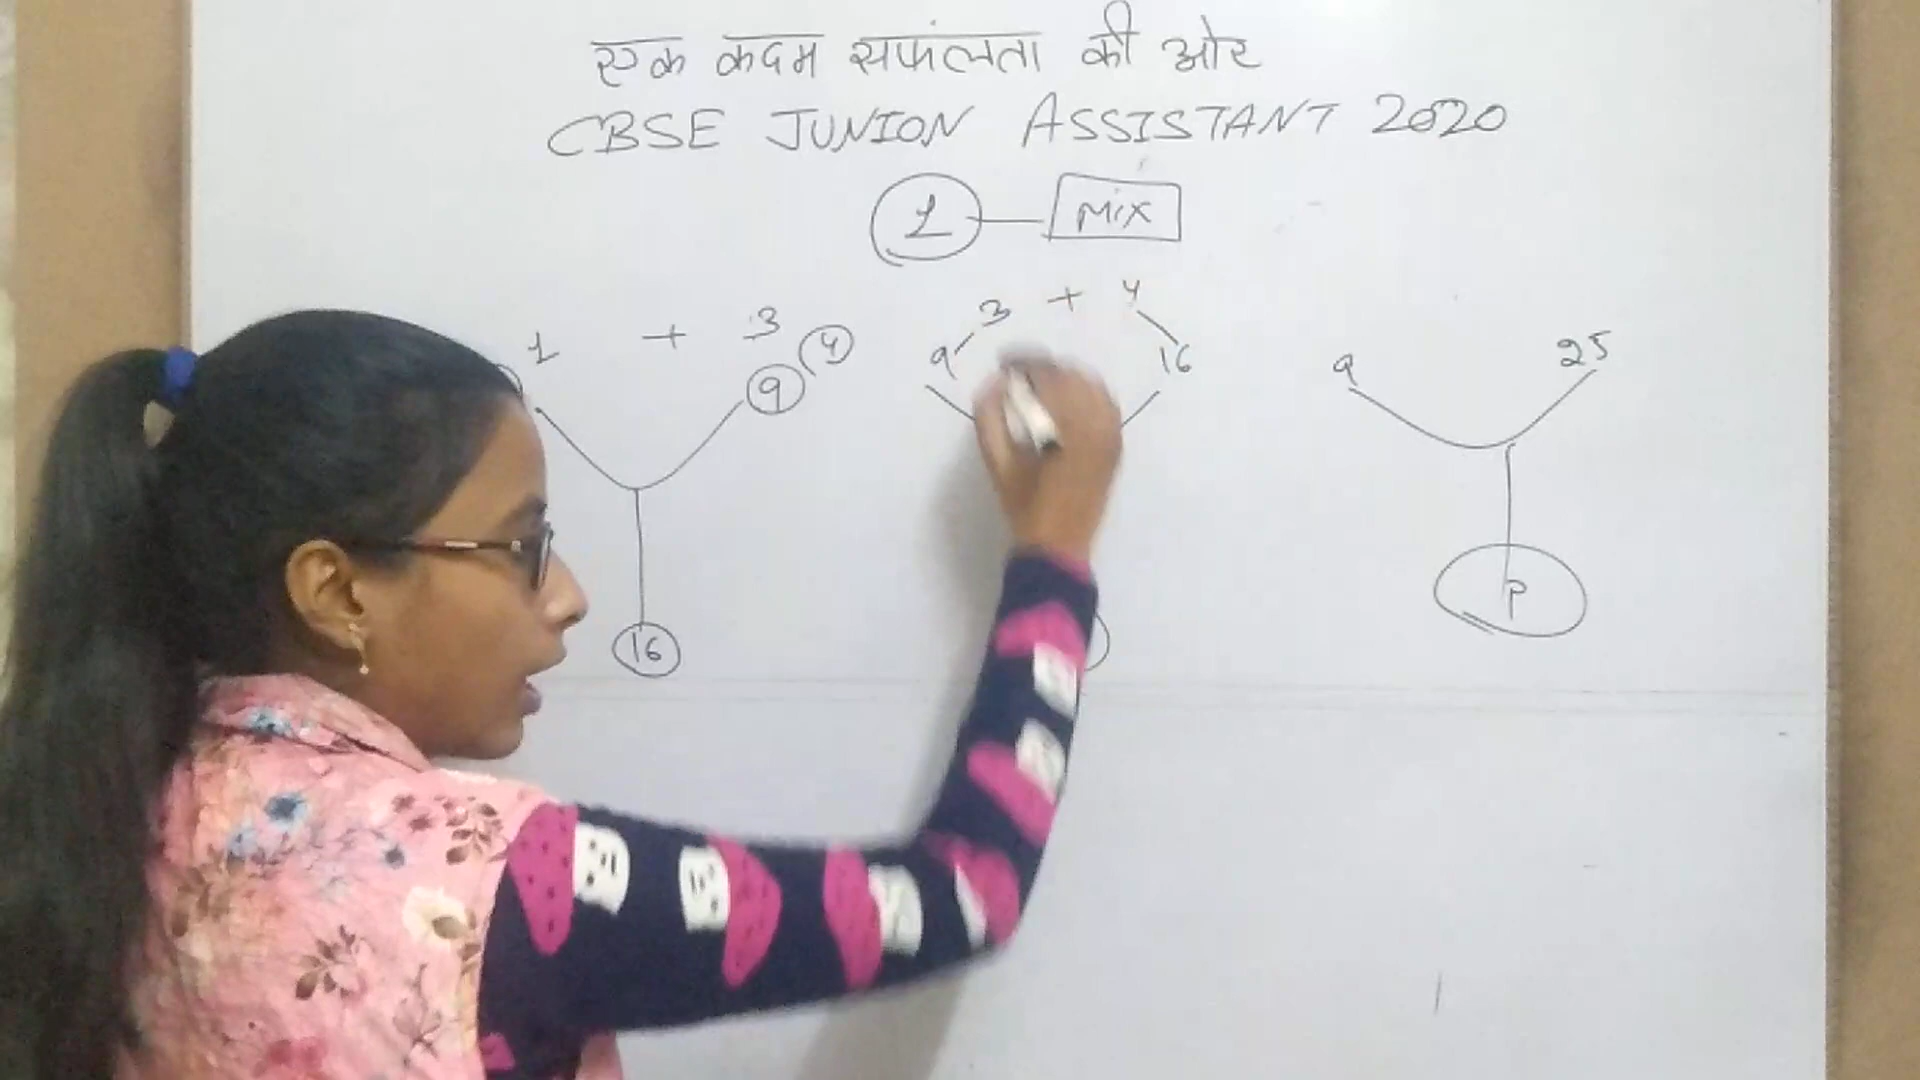 एक कदम सफलता की ओर
CBSE JUNION ASSISTANT 2020
1 MIX
1 + 3 3 + 4
9 4 9 16 9 25
16 P